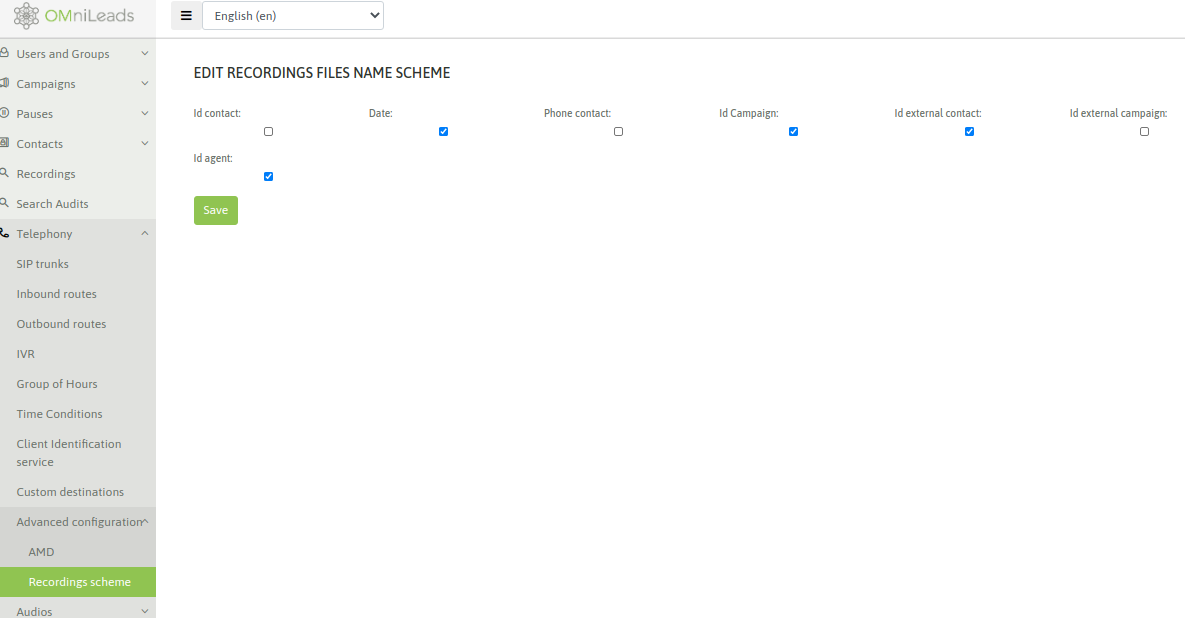 OMniLeads
English (en)
Users and Groups
Campaigns
Pauses
Contacts
Recordings
Search Audits
Telephony
SIP trunks
Inbound routes
Outbound routes
IVR
Group of Hours
Time Conditions
Client Identification
service
Custom destinations
Advanced configuration
AMD
Recordings scheme
Audios
EDIT RECORDINGS FILES NAME SCHEME
Id contact:
Date:
Phone contact:
Id Campaign:
Id external contact:
Id external campaign:
Id agent:
Save